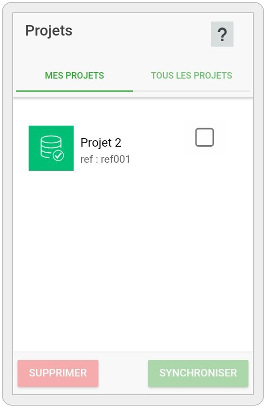 Projets
?
MES PROJETS
TOUS LES PROJETS
Projet 2
ref : ref001
SUPPRIMER
SYNCHRONISER